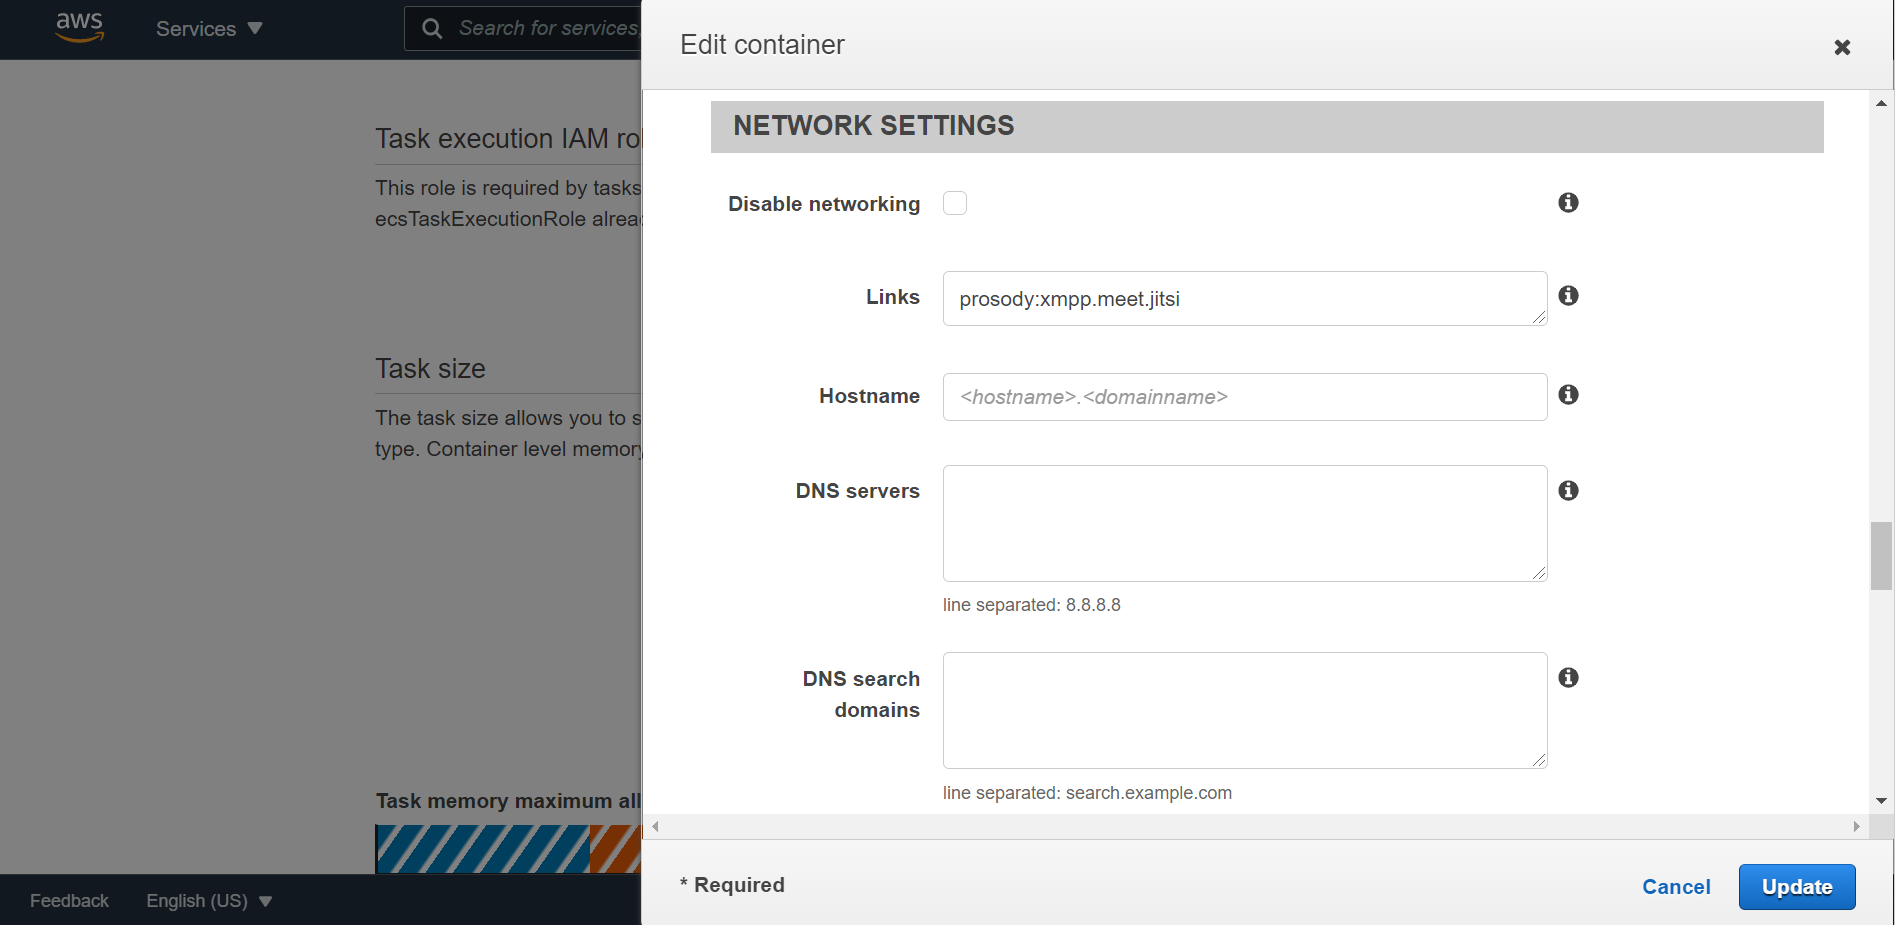 aws
Services
Search for services,
Edit container
Task execution IAM rol
This role is required by tasks
ecsTaskExecutionRole alrea
NETWORK SETTINGS
Disable networking
Links
prosody:xmpp.meet.jitsi
Task size
The task size allows you to s
type. Container level memory
Hostname
<hostname>.<domainname>
DNS servers
line separated: 8.8.8.8
DNS search
domains
line separated: search.example.com
Task memory maximum all
* Required
Cancel
Update
Feedback
English (US)